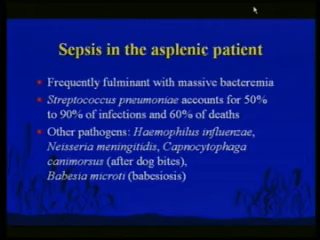 Sepsis in the asplenic patient
Frequently fulminant with massive bacteremia
Streptococcus pneumoniae accounts for 50%
to 90% of infections and 60% of deaths
Other pathogens: Haemophilus influenzae,
Neisseria meningitidis, Capnocytophaga
canimorsus (after dog bites),
Babesia microti (babesiosis)